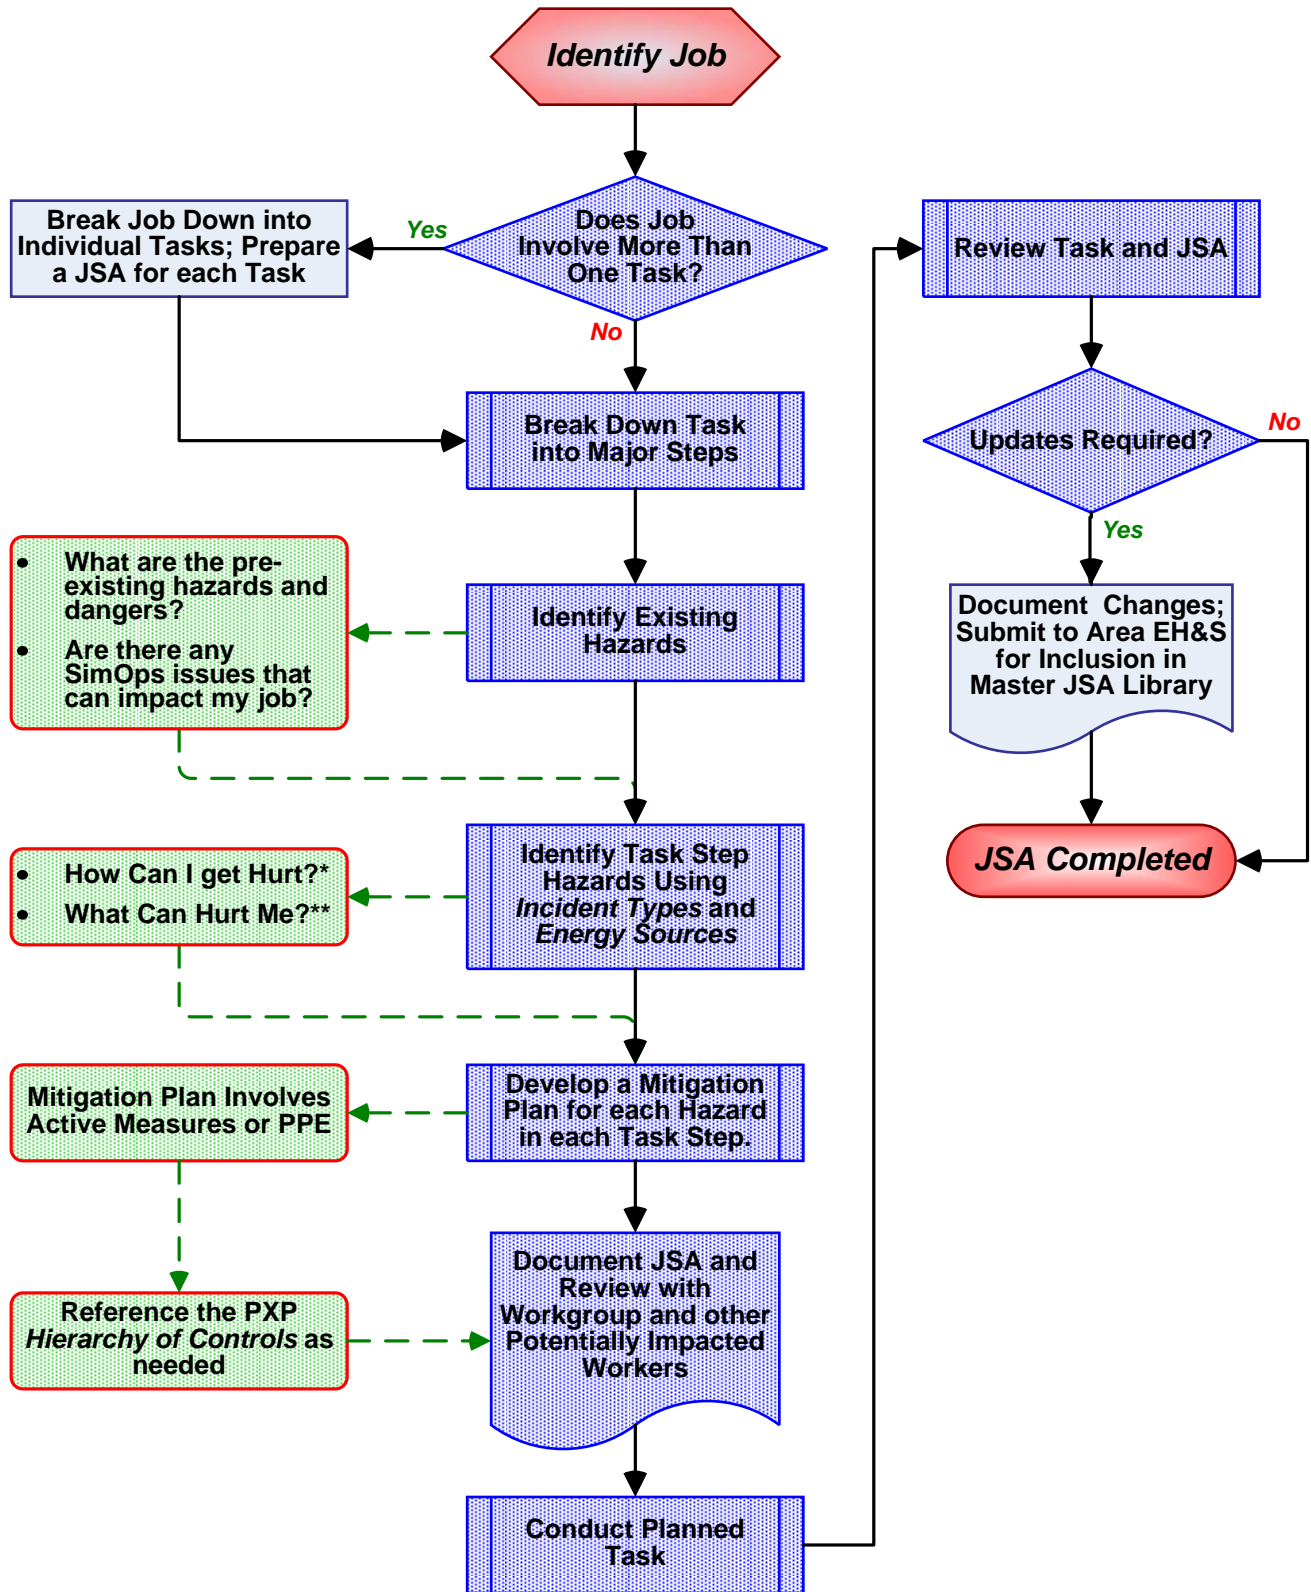 Identify Job
Does Job
Involve More Than
One Task?
Yes
No
Break Job Down into
Individual Tasks; Prepare
a JSA for each Task
Break Down Task
into Major Steps
Identify Existing
Hazards
• What are the pre-
existing hazards and
dangers?
• Are there any
SimOps issues that
can impact my job?
Identify Task Step
Hazards Using
Incident Types and
Energy Sources
• How Can I get Hurt?*
• What Can Hurt Me?**
Develop a Mitigation
Plan for each Hazard
in each Task Step.
Mitigation Plan Involves
Active Measures or PPE
Reference the PXP
Hierarchy of Controls as
needed
Document JSA and
Review with
Workgroup and other
Potentially Impacted
Workers
Conduct Planned
Task
Review Task and JSA
Updates Required?
No
Yes
Document Changes;
Submit to Area EH&S
for Inclusion in
Master JSA Library
JSA Completed